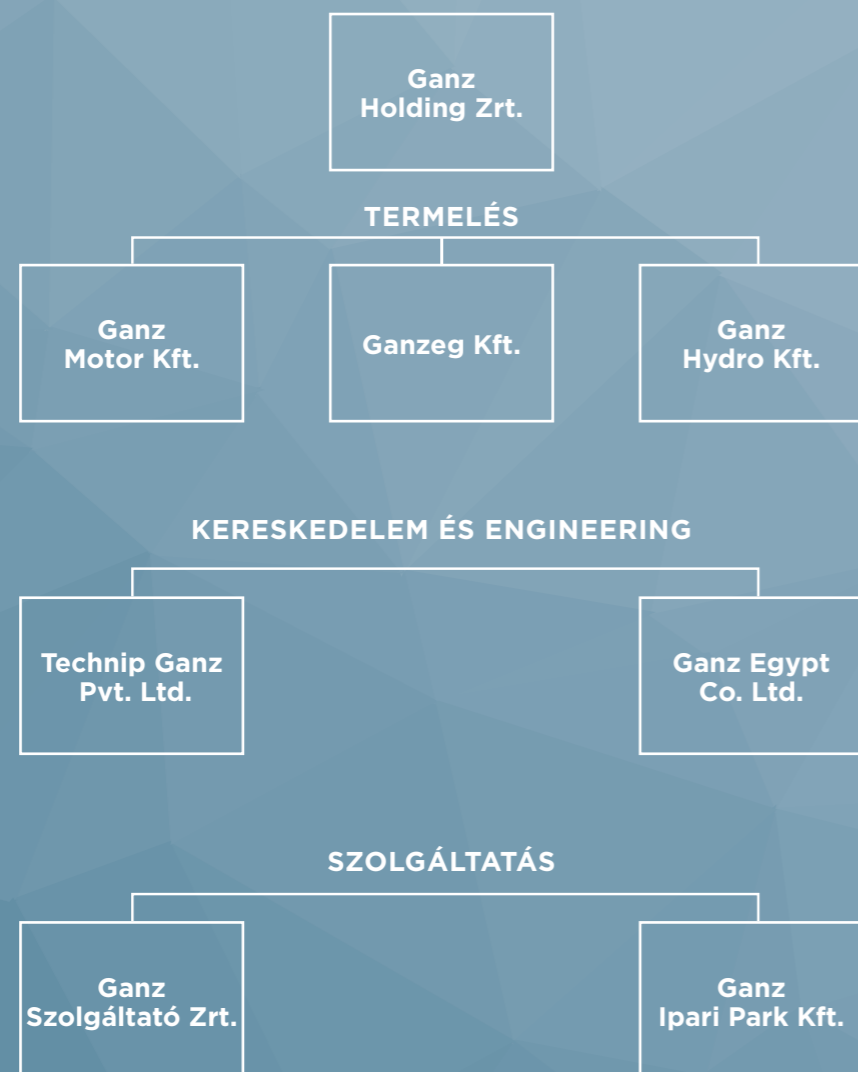 Ganz
Holding Zrt.
TERMELÉS
Ganz
Motor Kft.
Ganzeg Kft.
Ganz
Hydro Kft.
KERESKEDELEM ÉS ENGINEERING
Technip Ganz
Pvt. Ltd.
Ganz Egypt
Co. Ltd.
SZOLGÁLTATÁS
Ganz
Szolgáltató Zrt.
Ganz
Ipari Park Kft.